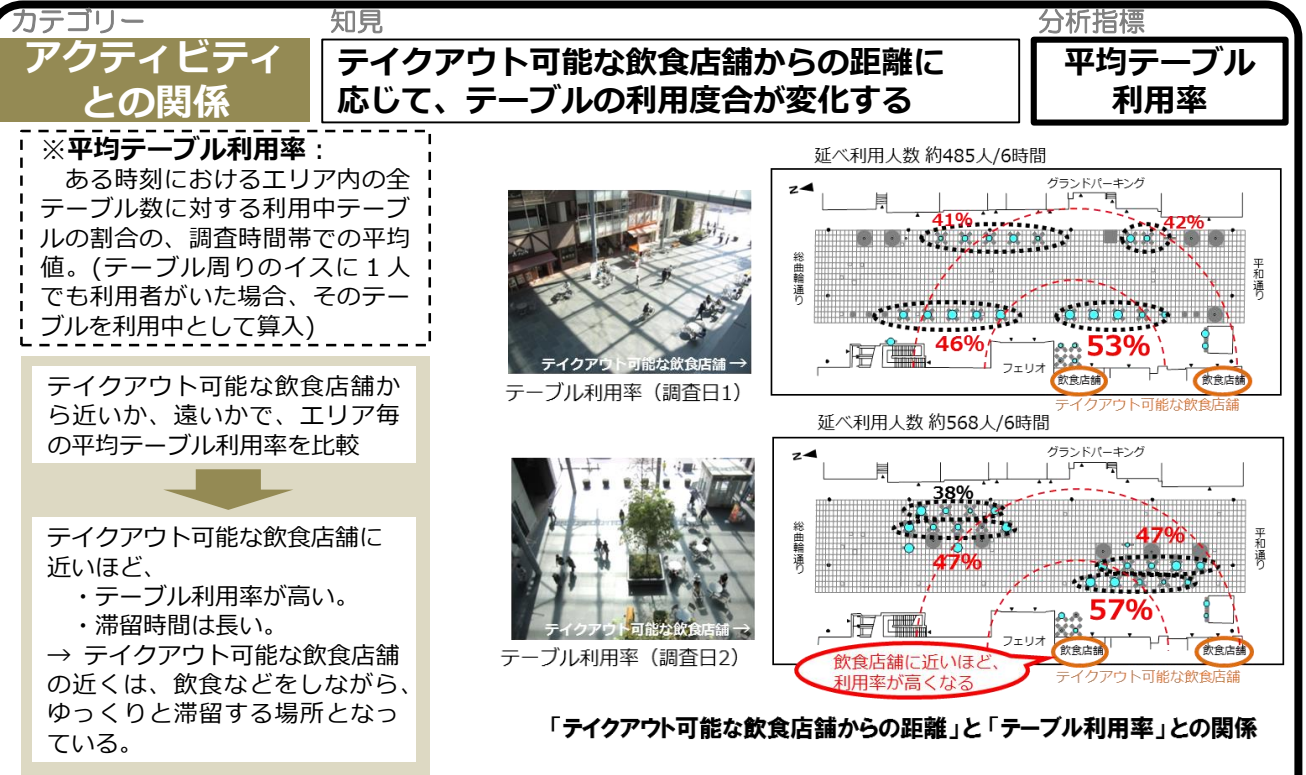 カテゴリー
知見
分析指標
アクティビティ
との関係
テイクアウト可能な飲食店舗からの距離に
応じて、テーブルの利用度合が変化する
平均テーブル
利用率
※平均テーブル利用率：
ある時刻におけるエリア内の全
テーブル数に対する利用中テーブ
ルの割合の、調査時間帯での平均
値。(テーブル周りのイスに１人
でも利用者がいた場合、そのテー
ブルを利用中として算入)
テイクアウト可能な飲食店舗か
ら近いか、遠いかで、エリア毎
の平均テーブル利用率を比較
テイクアウト可能な飲食店舗に
近いほど、
・テーブル利用率が高い。
・滞留時間は長い。
→ テイクアウト可能な飲食店舗
の近くは、飲食などをしながら、
ゆっくりと滞留する場所となっ
ている。
テイクアウト可能な飲食店舗 →
テーブル利用率（調査日1）
延べ利用人数 約485人/6時間
グランドパーキング
N
41%
42%
総曲輪通り
平和通り
46%
53%
フェリオ
飲食店舗
飲食店舗
テイクアウト可能な飲食店舗
テイクアウト可能な飲食店舗 →
テーブル利用率（調査日2）
延べ利用人数 約568人/6時間
グランドパーキング
N
38%
47%
総曲輪通り
平和通り
47%
57%
フェリオ
飲食店舗
飲食店舗
テイクアウト可能な飲食店舗
飲食店舗に近いほど、
利用率が高くなる
「テイクアウト可能な飲食店舗からの距離」と「テーブル利用率」との関係